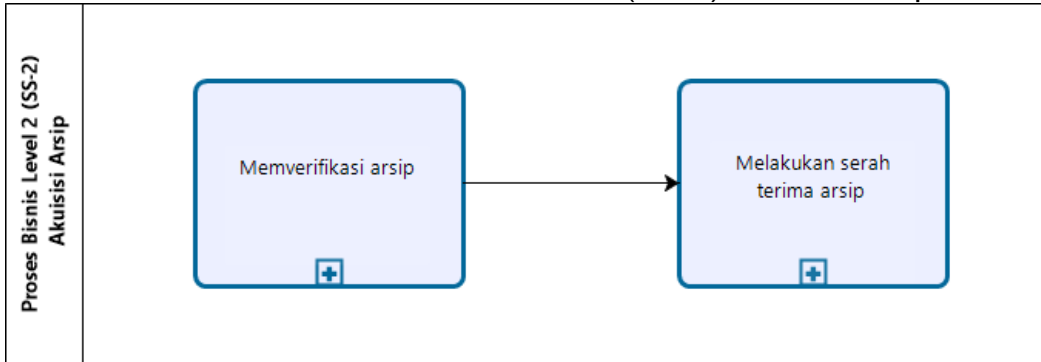 Proses Bisnis Level 2 (SS-2)
Akuisisi Arsip
Memverifikasi arsip
Melakukan serah
terima arsip